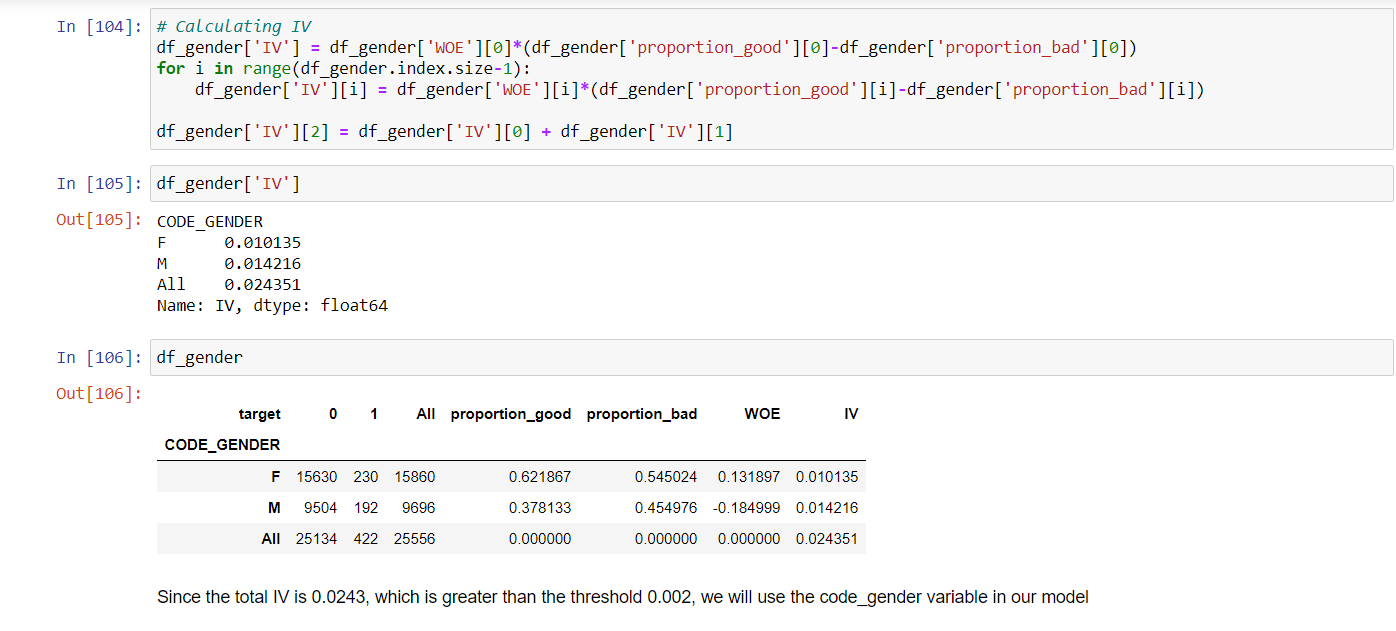 In [104]: # Calculating IV
df_gender['IV'] = df_gender['WOE'][0]*(df_gender['proportion_good'][0]-df_gender['proportion_bad'][0])
for i in range(df_gender.index.size-1):
    df_gender['IV'][i] = df_gender['WOE'][i]*(df_gender['proportion_good'][i]-df_gender['proportion_bad'][i])
df_gender['IV'][2] = df_gender['IV'][0] + df_gender['IV'][1]
In [105]: df_gender['IV']
Out[105]: CODE_GENDER
F      0.010135
M      0.014216
All    0.024351
Name: IV, dtype: float64
In [106]: df_gender
Out[106]:
target 0 1 All proportion_good proportion_bad WOE IV
CODE_GENDER
F 15630 230 15860 0.621867 0.545024 0.131897 0.010135
M 9504 192 9696 0.378133 0.454976 -0.184999 0.014216
All 25134 422 25556 0.000000 0.000000 0.000000 0.024351
Since the total IV is 0.0243, which is greater than the threshold 0.002, we will use the code_gender variable in our model